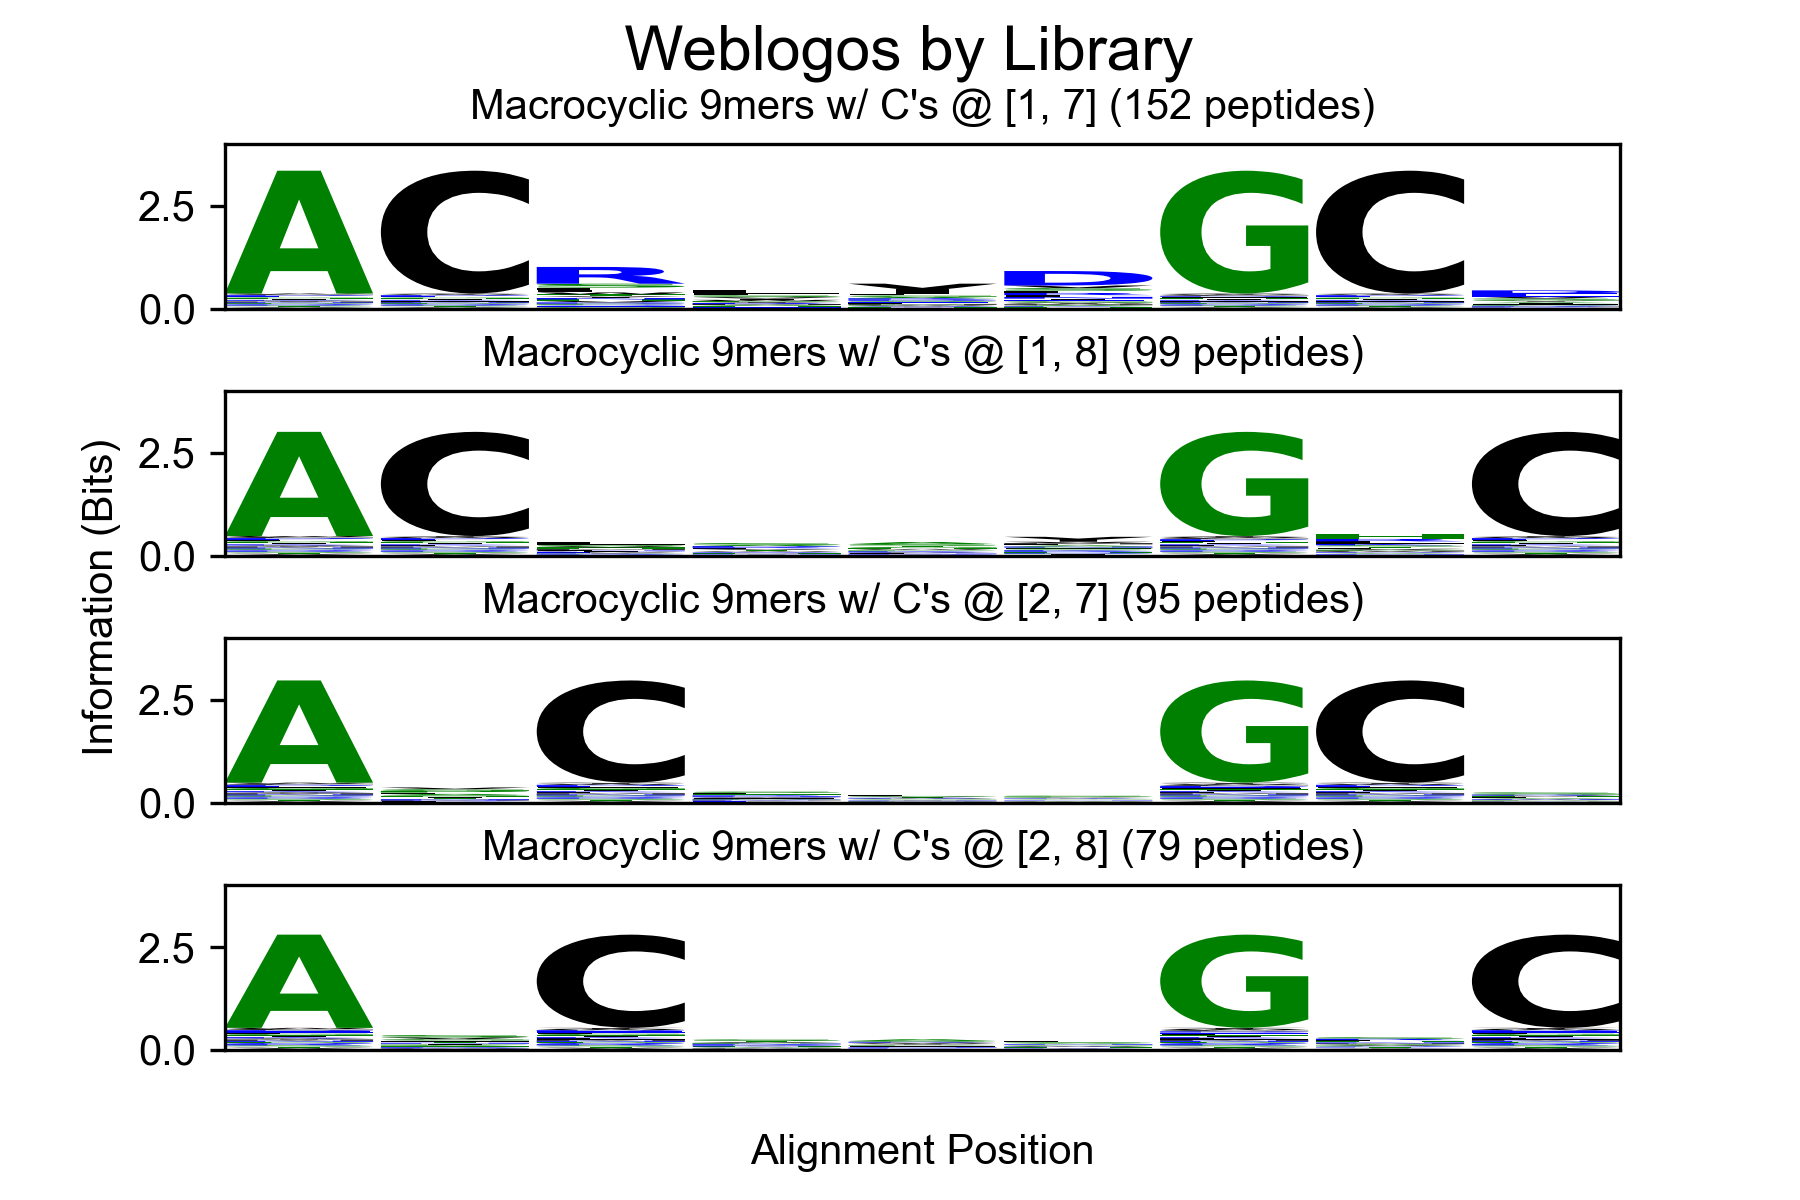 Weblogos by Library
Macrocyclic 9mers w/ C's @ [1, 7] (152 peptides)
2.5
0.0
A C R Y D G C
Macrocyclic 9mers w/ C's @ [1, 8] (99 peptides)
2.5
0.0
A C G C
Macrocyclic 9mers w/ C's @ [2, 7] (95 peptides)
2.5
0.0
A C G C
Macrocyclic 9mers w/ C's @ [2, 8] (79 peptides)
2.5
0.0
A C G C
Information (Bits)
Alignment Position